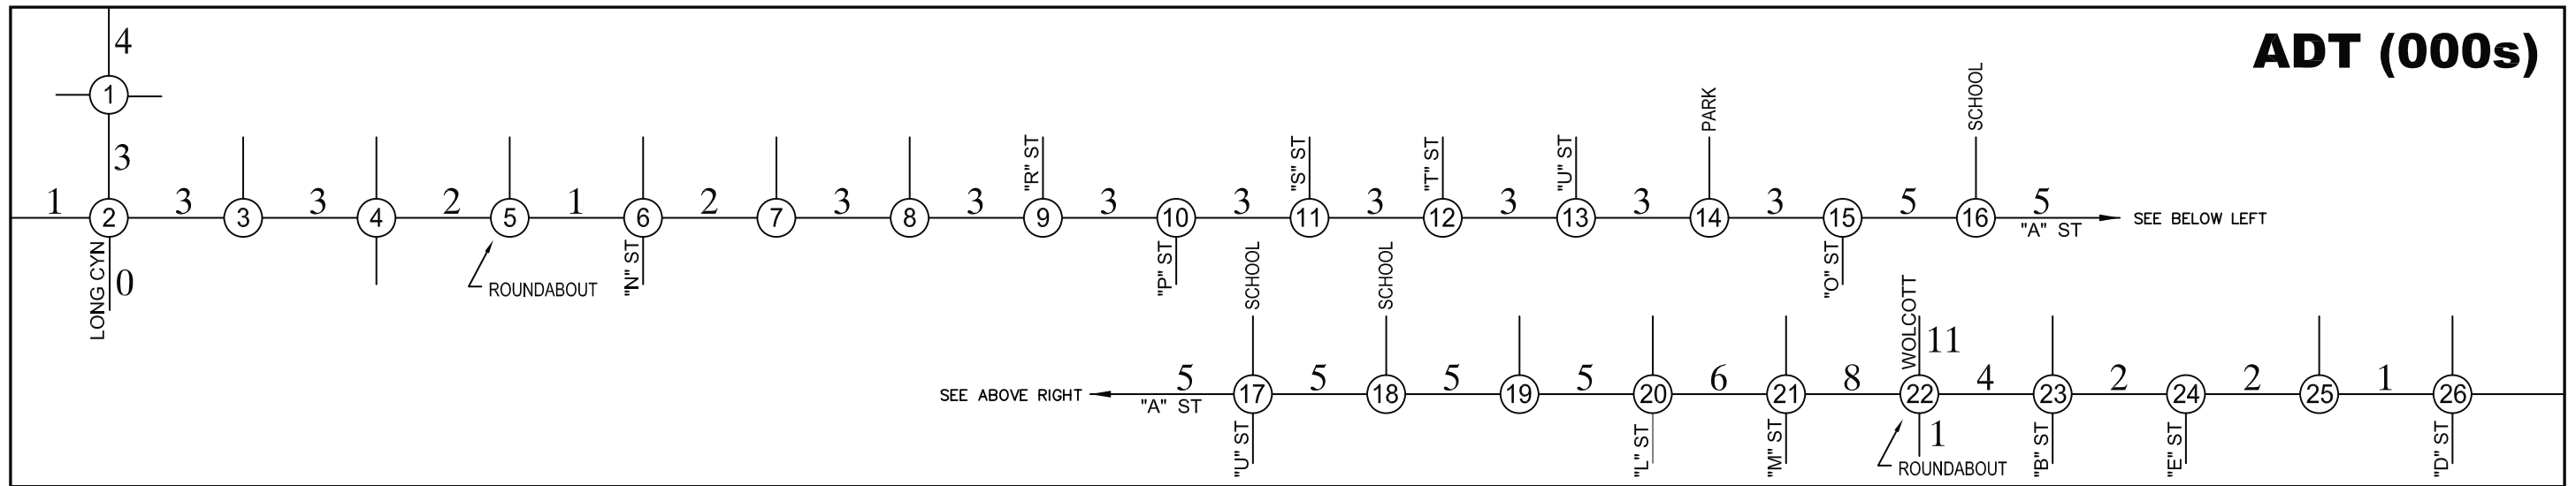 ADT (000s)
4
1
3
1 2 3 3 3 4 2 5 1 6 2 7 3 8 3 9 3 10 3 11 3 12 3 13 3 14 3 15 5 16 5
LONG CYN
0
ROUNDABOUT
"N" ST
"R" ST
"P" ST
"S" ST
"T" ST
"U" ST
PARK
"O" ST
SCHOOL
"A" ST
SEE BELOW LEFT
SEE ABOVE RIGHT
5 17 5 18 5 19 5 20 6 21 8 22 4 23 2 24 2 25 1 26
"A" ST
SCHOOL
"U" ST
SCHOOL
"L" ST
"M" ST
WOLCOTT
11
1
ROUNDABOUT
"B" ST
"E" ST
"D" ST